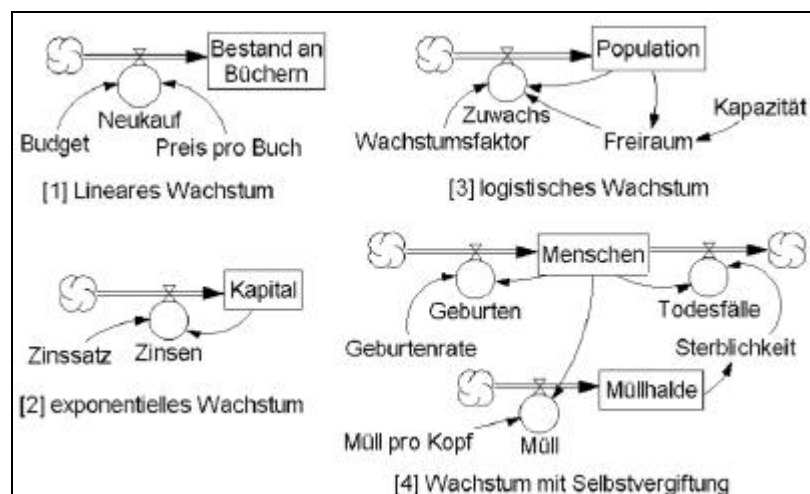 Bestand an
Büchern
Neukauf
Budget
Preis pro Buch
[1] Lineares Wachstum
Kapital
Zinssatz
Zinsen
[2] exponentielles Wachstum
Population
Zuwachs
Kapazität
Wachstumsfaktor
Freiraum
[3] logistisches Wachstum
Menschen
Geburten
Todesfälle
Geburtenrate
Sterblichkeit
Müllhalde
Müll pro Kopf
Müll
[4] Wachstum mit Selbstvergiftung